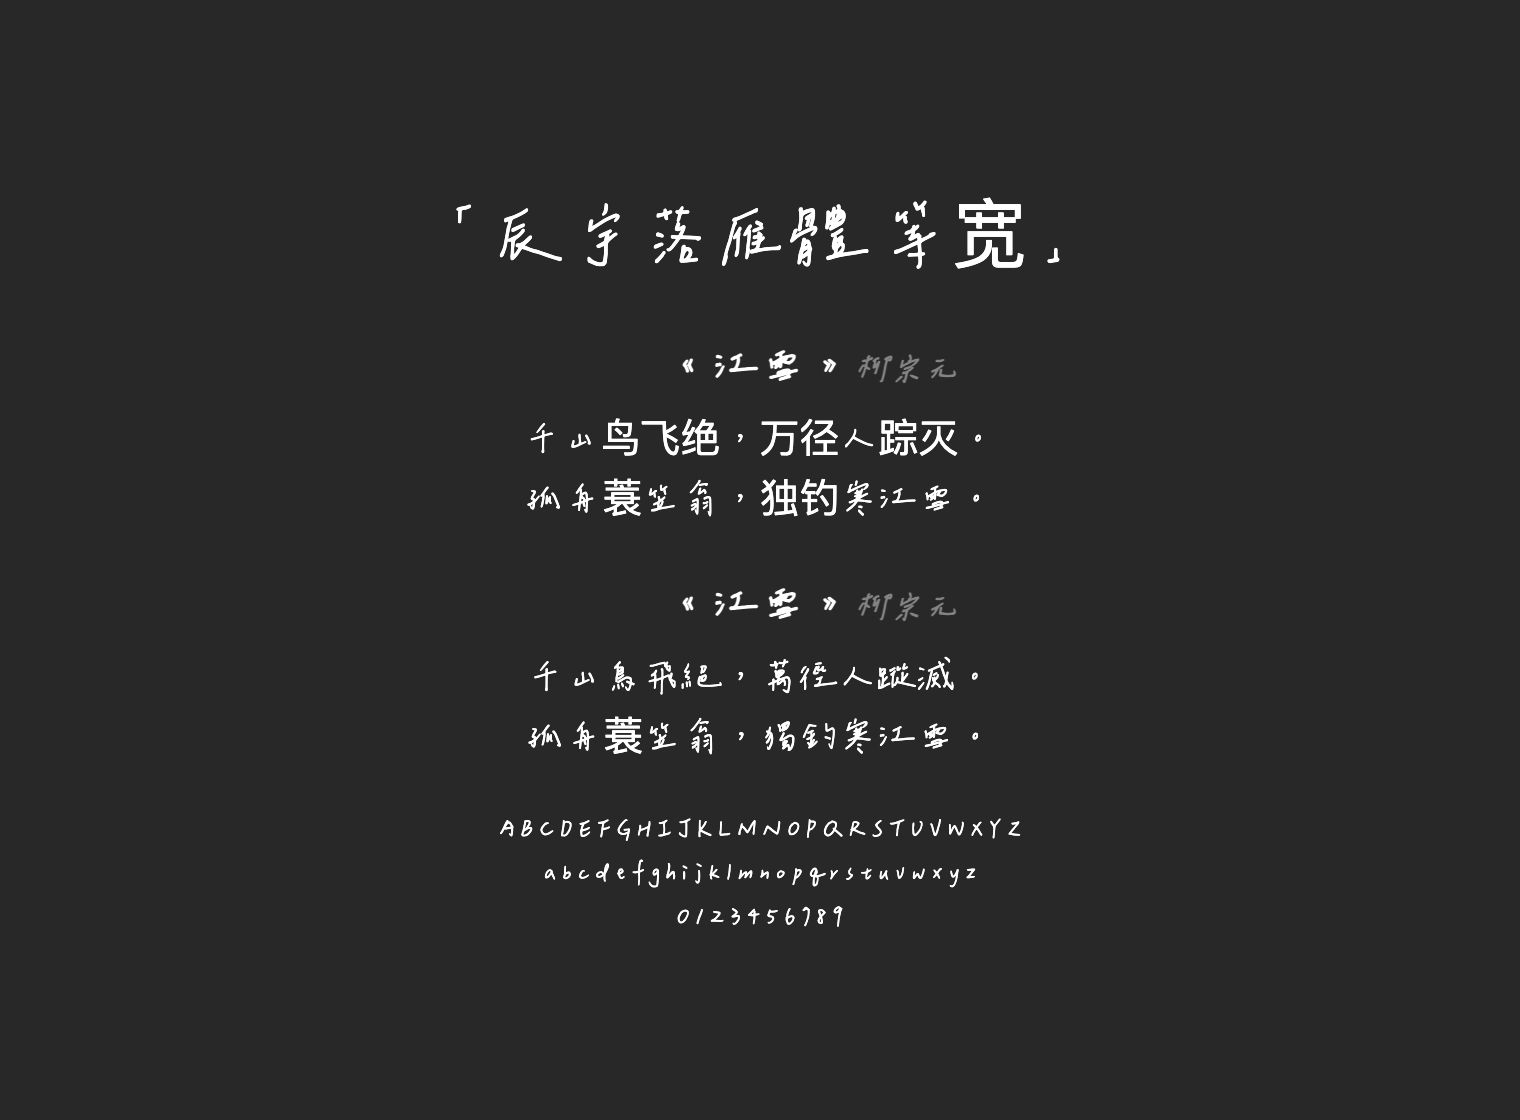 「辰宇落雁體等宽」
《江雪》柳宗元
千山鸟飞绝，万径人踪灭。
孤舟蓑笠翁，独钓寒江雪。
《江雪》柳宗元
千山鳥飛絕，萬徑人蹤滅。
孤舟蓑笠翁，獨釣寒江雪。
ABCDEFGHIJKLMNOPQRSTUVWXYZ
abcdefghijklmnopqrstuvwxyz
0123456789